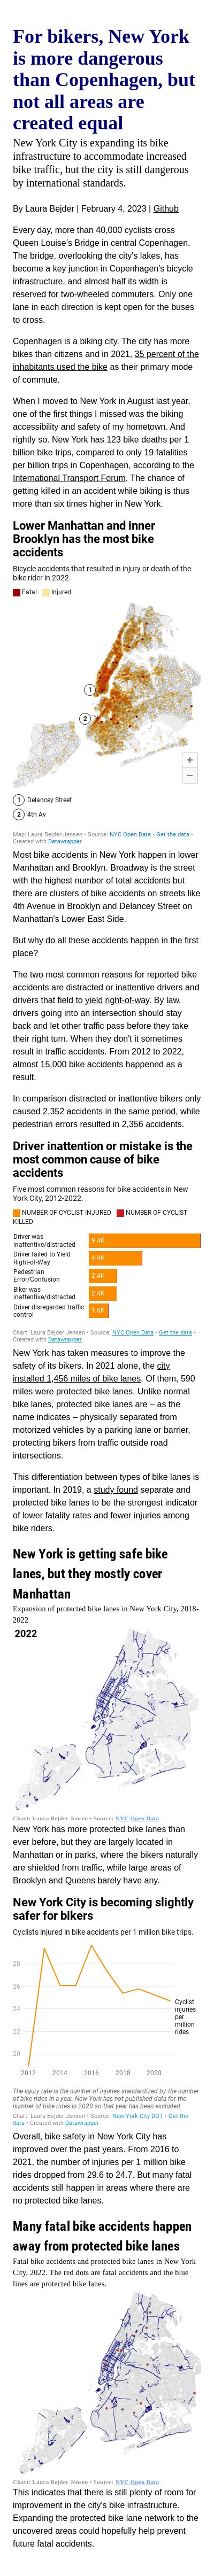 For bikers, New York
is more dangerous
than Copenhagen, but
not all areas are
created equal
New York City is expanding its bike
infrastructure to accommodate increased
bike traffic, but the city is still dangerous
by international standards.
By Laura Bejder | February 4, 2023 | Github
Every day, more than 40,000 cyclists cross
Queen Louise's Bridge in central Copenhagen.
The bridge, overlooking the city's lakes, has
become a key junction in Copenhagen's bicycle
infrastructure, and almost half its width is
reserved for two-wheeled commuters. Only one
lane in each direction is kept open for the buses
to cross.
Copenhagen is a biking city. The city has more
bikes than citizens and in 2021, 35 percent of the
inhabitants used the bike as their primary mode
of commute.
When I moved to New York in August last year,
one of the first things I missed was the biking
accessibility and safety of my hometown. And
rightly so. New York has 123 bike deaths per 1
billion bike trips, compared to only 19 fatalities
per billion trips in Copenhagen, according to the
International Transport Forum. The chance of
getting killed in an accident while biking is thus
more than six times higher in New York.
Lower Manhattan and inner
Brooklyn has the most bike
accidents
Bicycle accidents that resulted in injury or death of the
bike rider in 2022.
Fatal Injured
1
2
+
−
1 Delancey Street
2 4th Av
Map: Laura Bejder Jensen • Source: NYC Open Data • Get the data •
Created with Datawrapper
Most bike accidents in New York happen in lower
Manhattan and Brooklyn. Broadway is the street
with the highest number of total accidents but
there are clusters of bike accidents on streets like
4th Avenue in Brooklyn and Delancey Street on
Manhattan's Lower East Side.
But why do all these accidents happen in the first
place?
The two most common reasons for reported bike
accidents are distracted or inattentive drivers and
drivers that field to yield right-of-way. By law,
drivers going into an intersection should stay
back and let other traffic pass before they take
their right turn. When they don't it sometimes
result in traffic accidents. From 2012 to 2022,
almost 15,000 bike accidents happened as a
result.
In comparison distracted or inattentive bikers only
caused 2,352 accidents in the same period, while
pedestrian errors resulted in 2,356 accidents.
Driver inattention or mistake is the
most common cause of bike
accidents
Five most common reasons for bike accidents in New
York City, 2012-2022.
NUMBER OF CYCLIST INJURED NUMBER OF CYCLIST
KILLED
Driver was
inattentive/distracted
9.4K
Driver failed to Yield
Right-of-Way
4.4K
Pedestrian
Error/Confusion
2.4K
Biker was
inattentive/distracted
2.4K
Driver disregarded traffic
control
1.6K
Chart: Laura Bejder Jensen • Source: NYC Open Data • Get the data •
Created with Datawrapper
New York has taken measures to improve the
safety of its bikers. In 2021 alone, the city
installed 1,456 miles of bike lanes. Of them, 590
miles were protected bike lanes. Unlike normal
bike lanes, protected bike lanes are – as the
name indicates – physically separated from
motorized vehicles by a parking lane or barrier,
protecting bikers from traffic outside road
intersections.
This differentiation between types of bike lanes is
important. In 2019, a study found separate and
protected bike lanes to be the strongest indicator
of lower fatality rates and fewer injuries among
bike riders.
New York is getting safe bike
lanes, but they mostly cover
Manhattan
Expansion of protected bike lanes in New York City, 2018-
2022
2022
Chart: Laura Bejder Jensen • Source: NYC Open Data
New York has more protected bike lanes than
ever before, but they are largely located in
Manhattan or in parks, where the bikers naturally
are shielded from traffic, while large areas of
Brooklyn and Queens barely have any.
New York City is becoming slightly
safer for bikers
Cyclists injured in bike accidents per 1 million bike trips.
28
26
24
22
20
Cyclist
injuries
per
million
rides
2012 2014 2016 2018 2020
The injury rate is the number of injuries standardized by the number
of bike rides in a year. New York has not published data for the
number of bike rides in 2020 so that year has been excluded.
Chart: Laura Bejder Jensen • Source: New York City DOT • Get the
data • Created with Datawrapper
Overall, bike safety in New York City has
improved over the past years. From 2016 to
2021, the number of injuries per 1 million bike
rides dropped from 29.6 to 24.7. But many fatal
accidents still happen in areas where there are
no protected bike lanes.
Many fatal bike accidents happen
away from protected bike lanes
Fatal bike accidents and protected bike lanes in New York
City, 2022. The red dots are fatal accidents and the blue
lines are protected bike lanes.
Chart: Laura Bejder Jensen • Source: NYC Open Data
This indicates that there is still plenty of room for
improvement in the city's bike infrastructure.
Expanding the protected bike lane network to the
uncovered areas could hopefully help prevent
future fatal accidents.